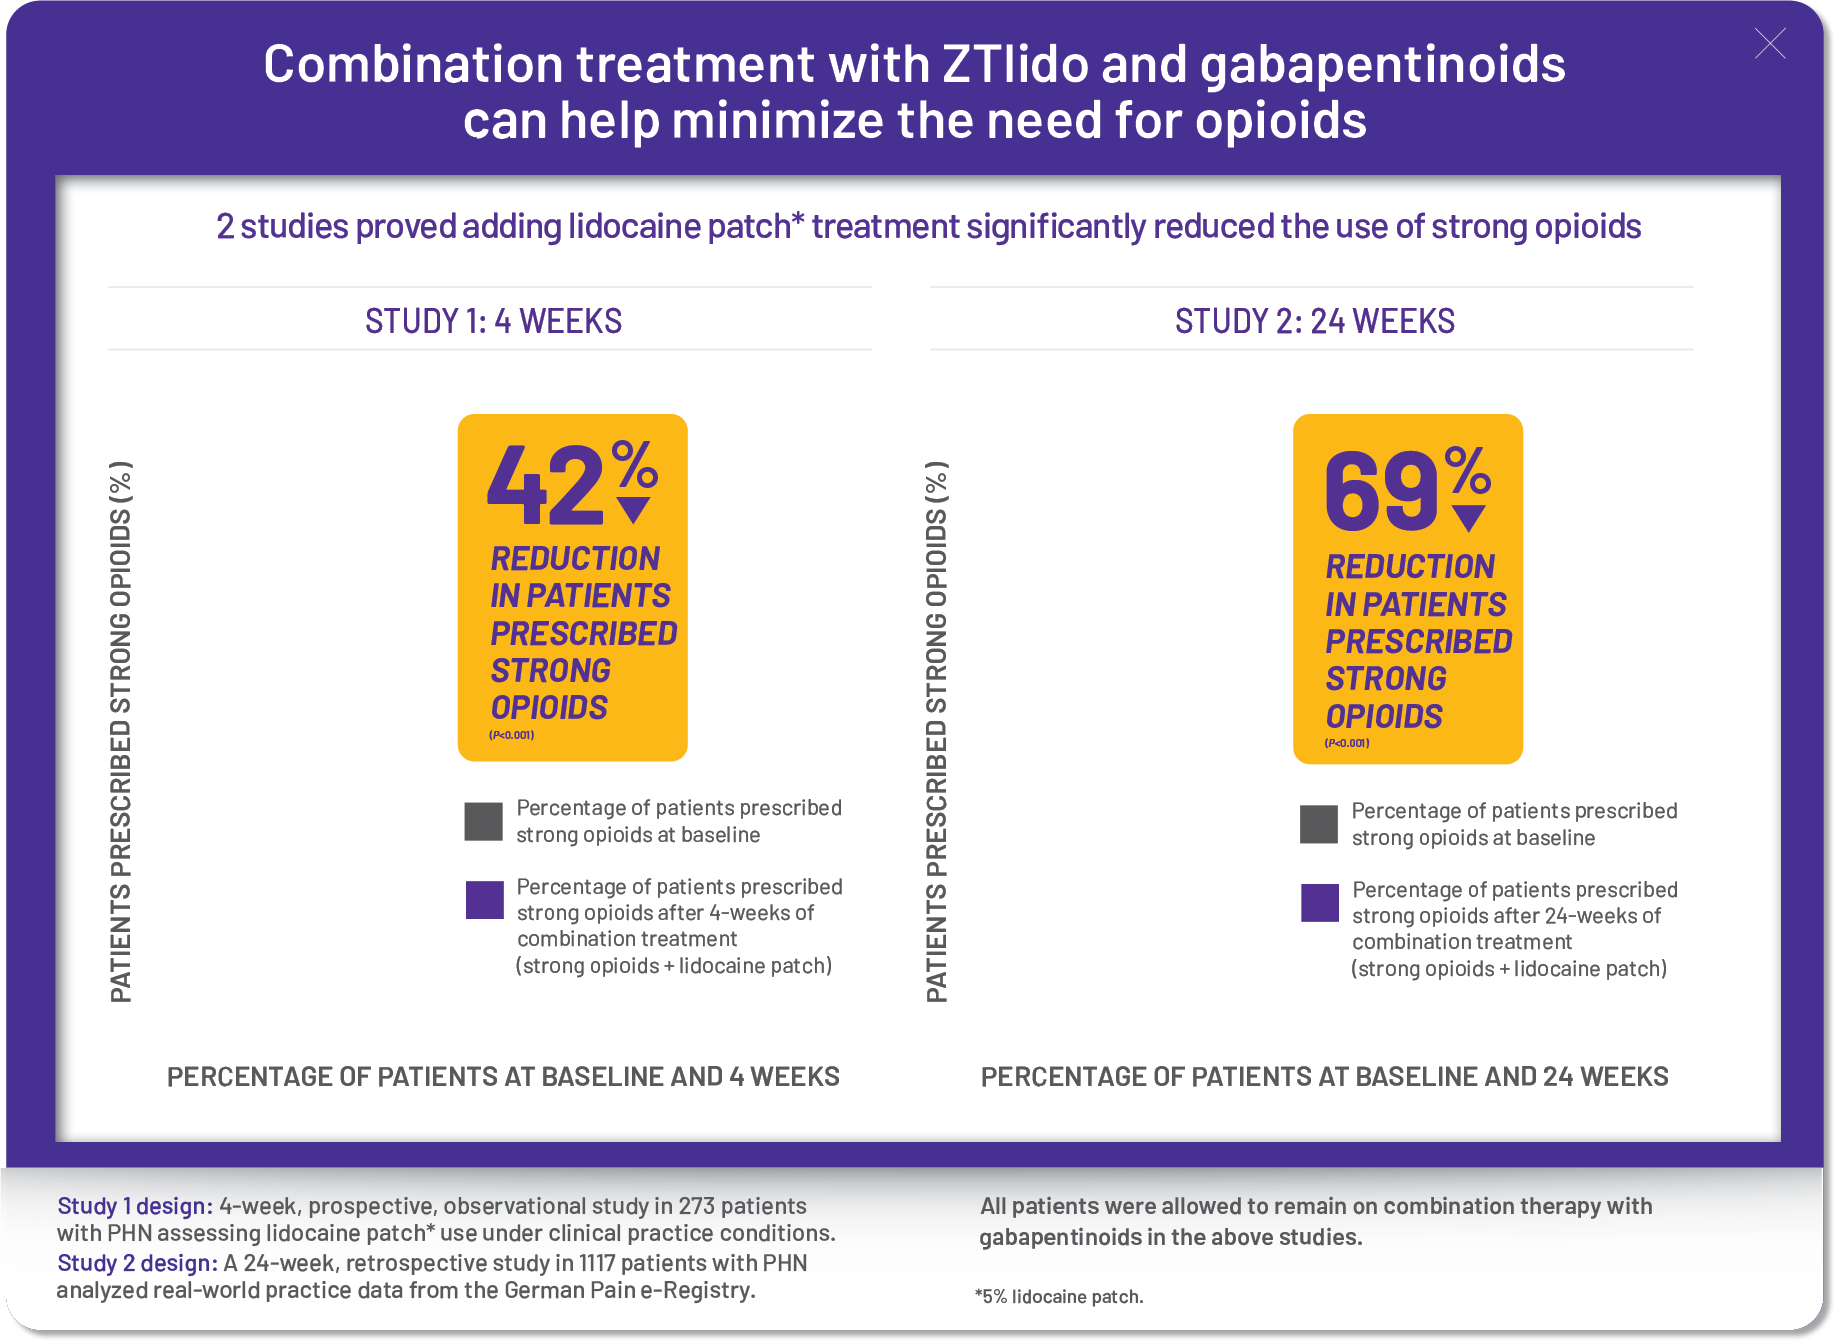 Combination treatment with ZTlido and gabapentinoids
can help minimize the need for opioids
2 studies proved adding lidocaine patch* treatment significantly reduced the use of strong opioids
STUDY 1: 4 WEEKS
PATIENTS PRESCRIBED STRONG OPIOIDS (%)
42%
REDUCTION
IN PATIENTS
PRESCRIBED
STRONG
OPIOIDS
(P<0.001)
Percentage of patients prescribed
strong opioids at baseline
Percentage of patients prescribed
strong opioids after 4-weeks of
combination treatment
(strong opioids + lidocaine patch)
PERCENTAGE OF PATIENTS AT BASELINE AND 4 WEEKS
STUDY 2: 24 WEEKS
PATIENTS PRESCRIBED STRONG OPIOIDS (%)
69%
REDUCTION
IN PATIENTS
PRESCRIBED
STRONG
OPIOIDS
(P<0.001)
Percentage of patients prescribed
strong opioids at baseline
Percentage of patients prescribed
strong opioids after 24-weeks of
combination treatment
(strong opioids + lidocaine patch)
PERCENTAGE OF PATIENTS AT BASELINE AND 24 WEEKS
Study 1 design: 4-week, prospective, observational study in 273 patients
with PHN assessing lidocaine patch* use under clinical practice conditions.
Study 2 design: A 24-week, retrospective study in 1117 patients with PHN
analyzed real-world practice data from the German Pain e-Registry.
All patients were allowed to remain on combination therapy with
gabapentinoids in the above studies.
*5% lidocaine patch.